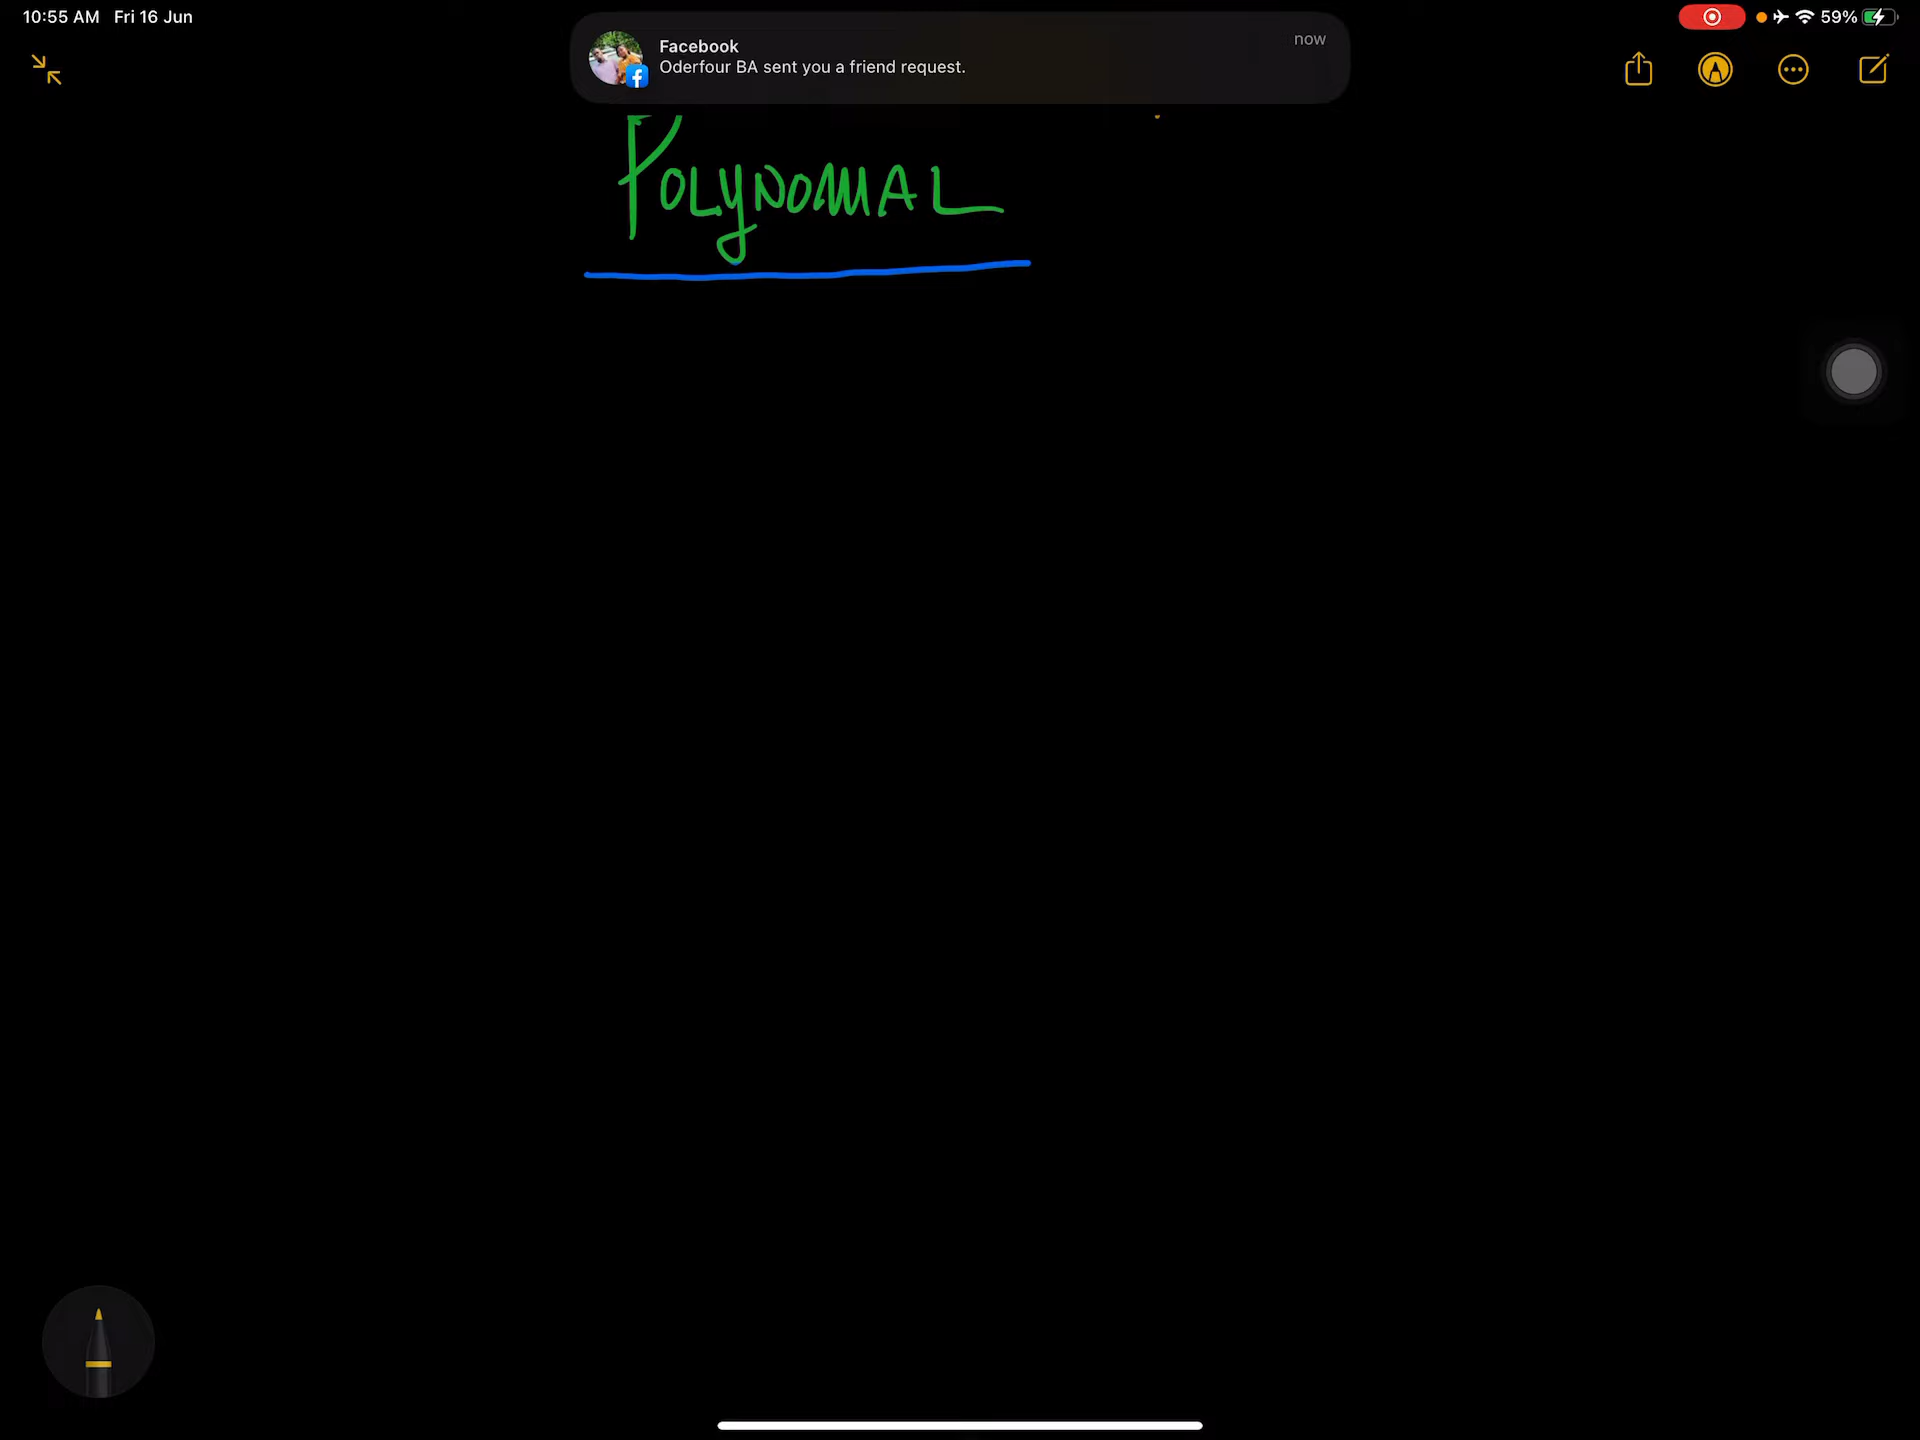 10:55 AM Fri 16 Jun
59%
Facebook
now
Oderfour BA sent you a friend request.
POLYNOMAL